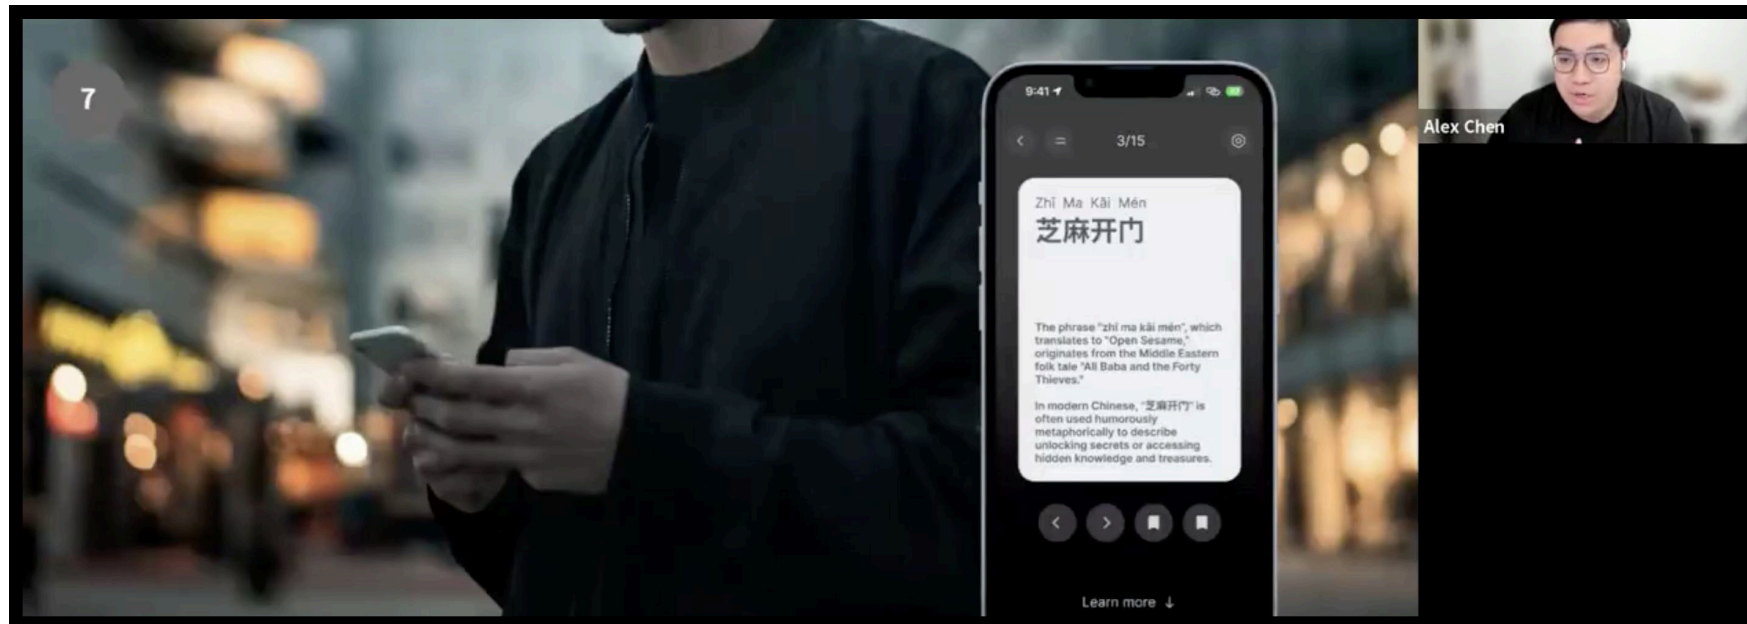 7
9:41
3/15
Zhī Ma Kāi Mén
芝麻开门
The phrase "zhī ma kāi mén", which
translates to "Open Sesame,"
originates from the Middle Eastern
folk tale "Ali Baba and the Forty
Thieves."
In modern Chinese, "芝麻开门" is
often used humorously
metaphorically to describe
unlocking secrets or accessing
hidden knowledge and treasures.
Learn more ↓
Alex Chen